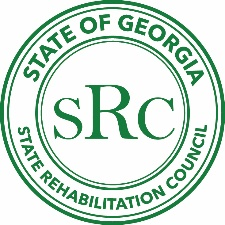 STATE OF GEORGIA
SRC
STATE REHABILITATION COUNCIL